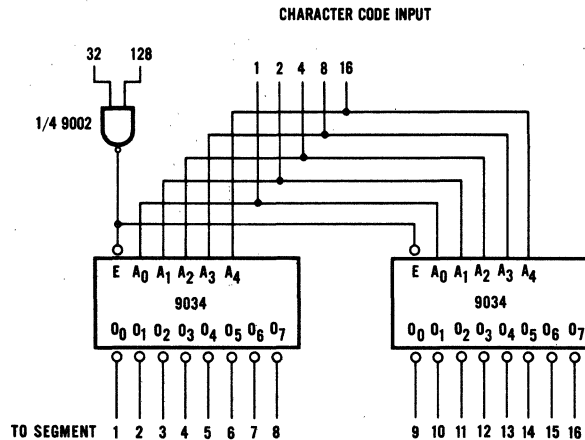 CHARACTER CODE INPUT
32 128
1 2 4 8 16
1/4 9002
E A0 A1 A2 A3 A4
E A0 A1 A2 A3 A4
9034
9034
O0 O1 O2 O3 O4 O5 O6 O7
O0 O1 O2 O3 O4 O5 O6 O7
TO SEGMENT 1 2 3 4 5 6 7 8 9 10 11 12 13 14 15 16